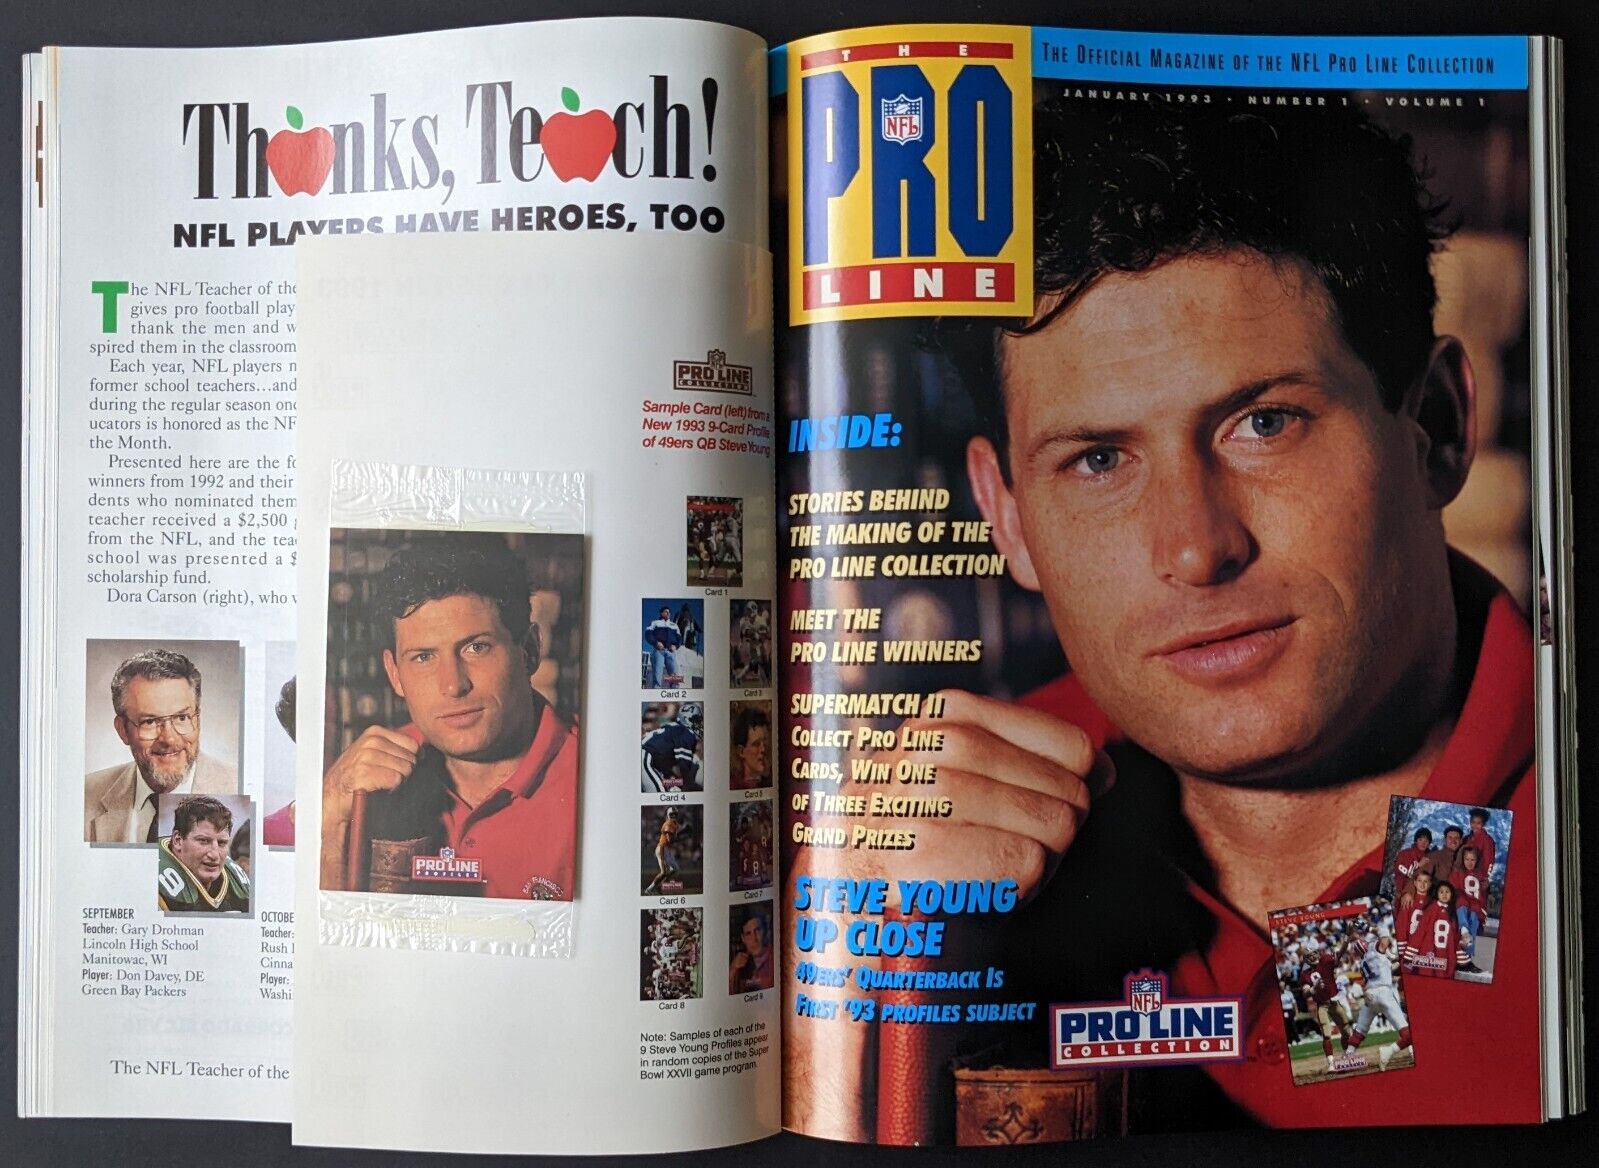 Thanks, Teach!
NFL PLAYERS HAVE HEROES, TOO
The NFL Teacher of the
gives pro football play
thank the men and w
spired them in the classroom
Each year, NFL players n
former school teachers...and
during the regular season one
ucators is honored as the NF
the Month.
Presented here are the fo
winners from 1992 and their
dents who nominated them
teacher received a $2,500 g
from the NFL, and the tea
school was presented a $
scholarship fund.
Dora Carson (right), who w
SEPTEMBER
Teacher: Gary Drohman
Lincoln High School
Manitowac, WI
Player: Don Davey, DE
Green Bay Packers
OCTOBE
Teacher:
Rush
Cinna
Player:
Washi
The NFL Teacher of the
PRO LINE
COLLECTION
Sample Card (left) from a
New 1993 9-Card Profile
of 49ers QB Steve Young
Card 1
Card 2
Card 3
Card 4
Card 5
Card 6
Card 7
Card 8
Card 9
Note: Samples of each of the
9 Steve Young Profiles appear
in random copies of the Super
Bowl XXVII game program.
PRO LINE
PROFILES
SAN FRANCISCO
THE
PRO
NFL
LINE
THE OFFICIAL MAGAZINE OF THE NFL PRO LINE COLLECTION
JANUARY 1993 · NUMBER 1 · VOLUME 1
INSIDE:
STORIES BEHIND
THE MAKING OF THE
PRO LINE COLLECTION
MEET THE
PRO LINE WINNERS
SUPERMATCH II
COLLECT PRO LINE
CARDS, WIN ONE
OF THREE EXCITING
GRAND PRIZES
STEVE YOUNG
UP CLOSE
49ERS' QUARTERBACK IS
FIRST '93 PROFILES SUBJECT
NFL
PRO LINE
COLLECTION
STEVE YOUNG
8
8